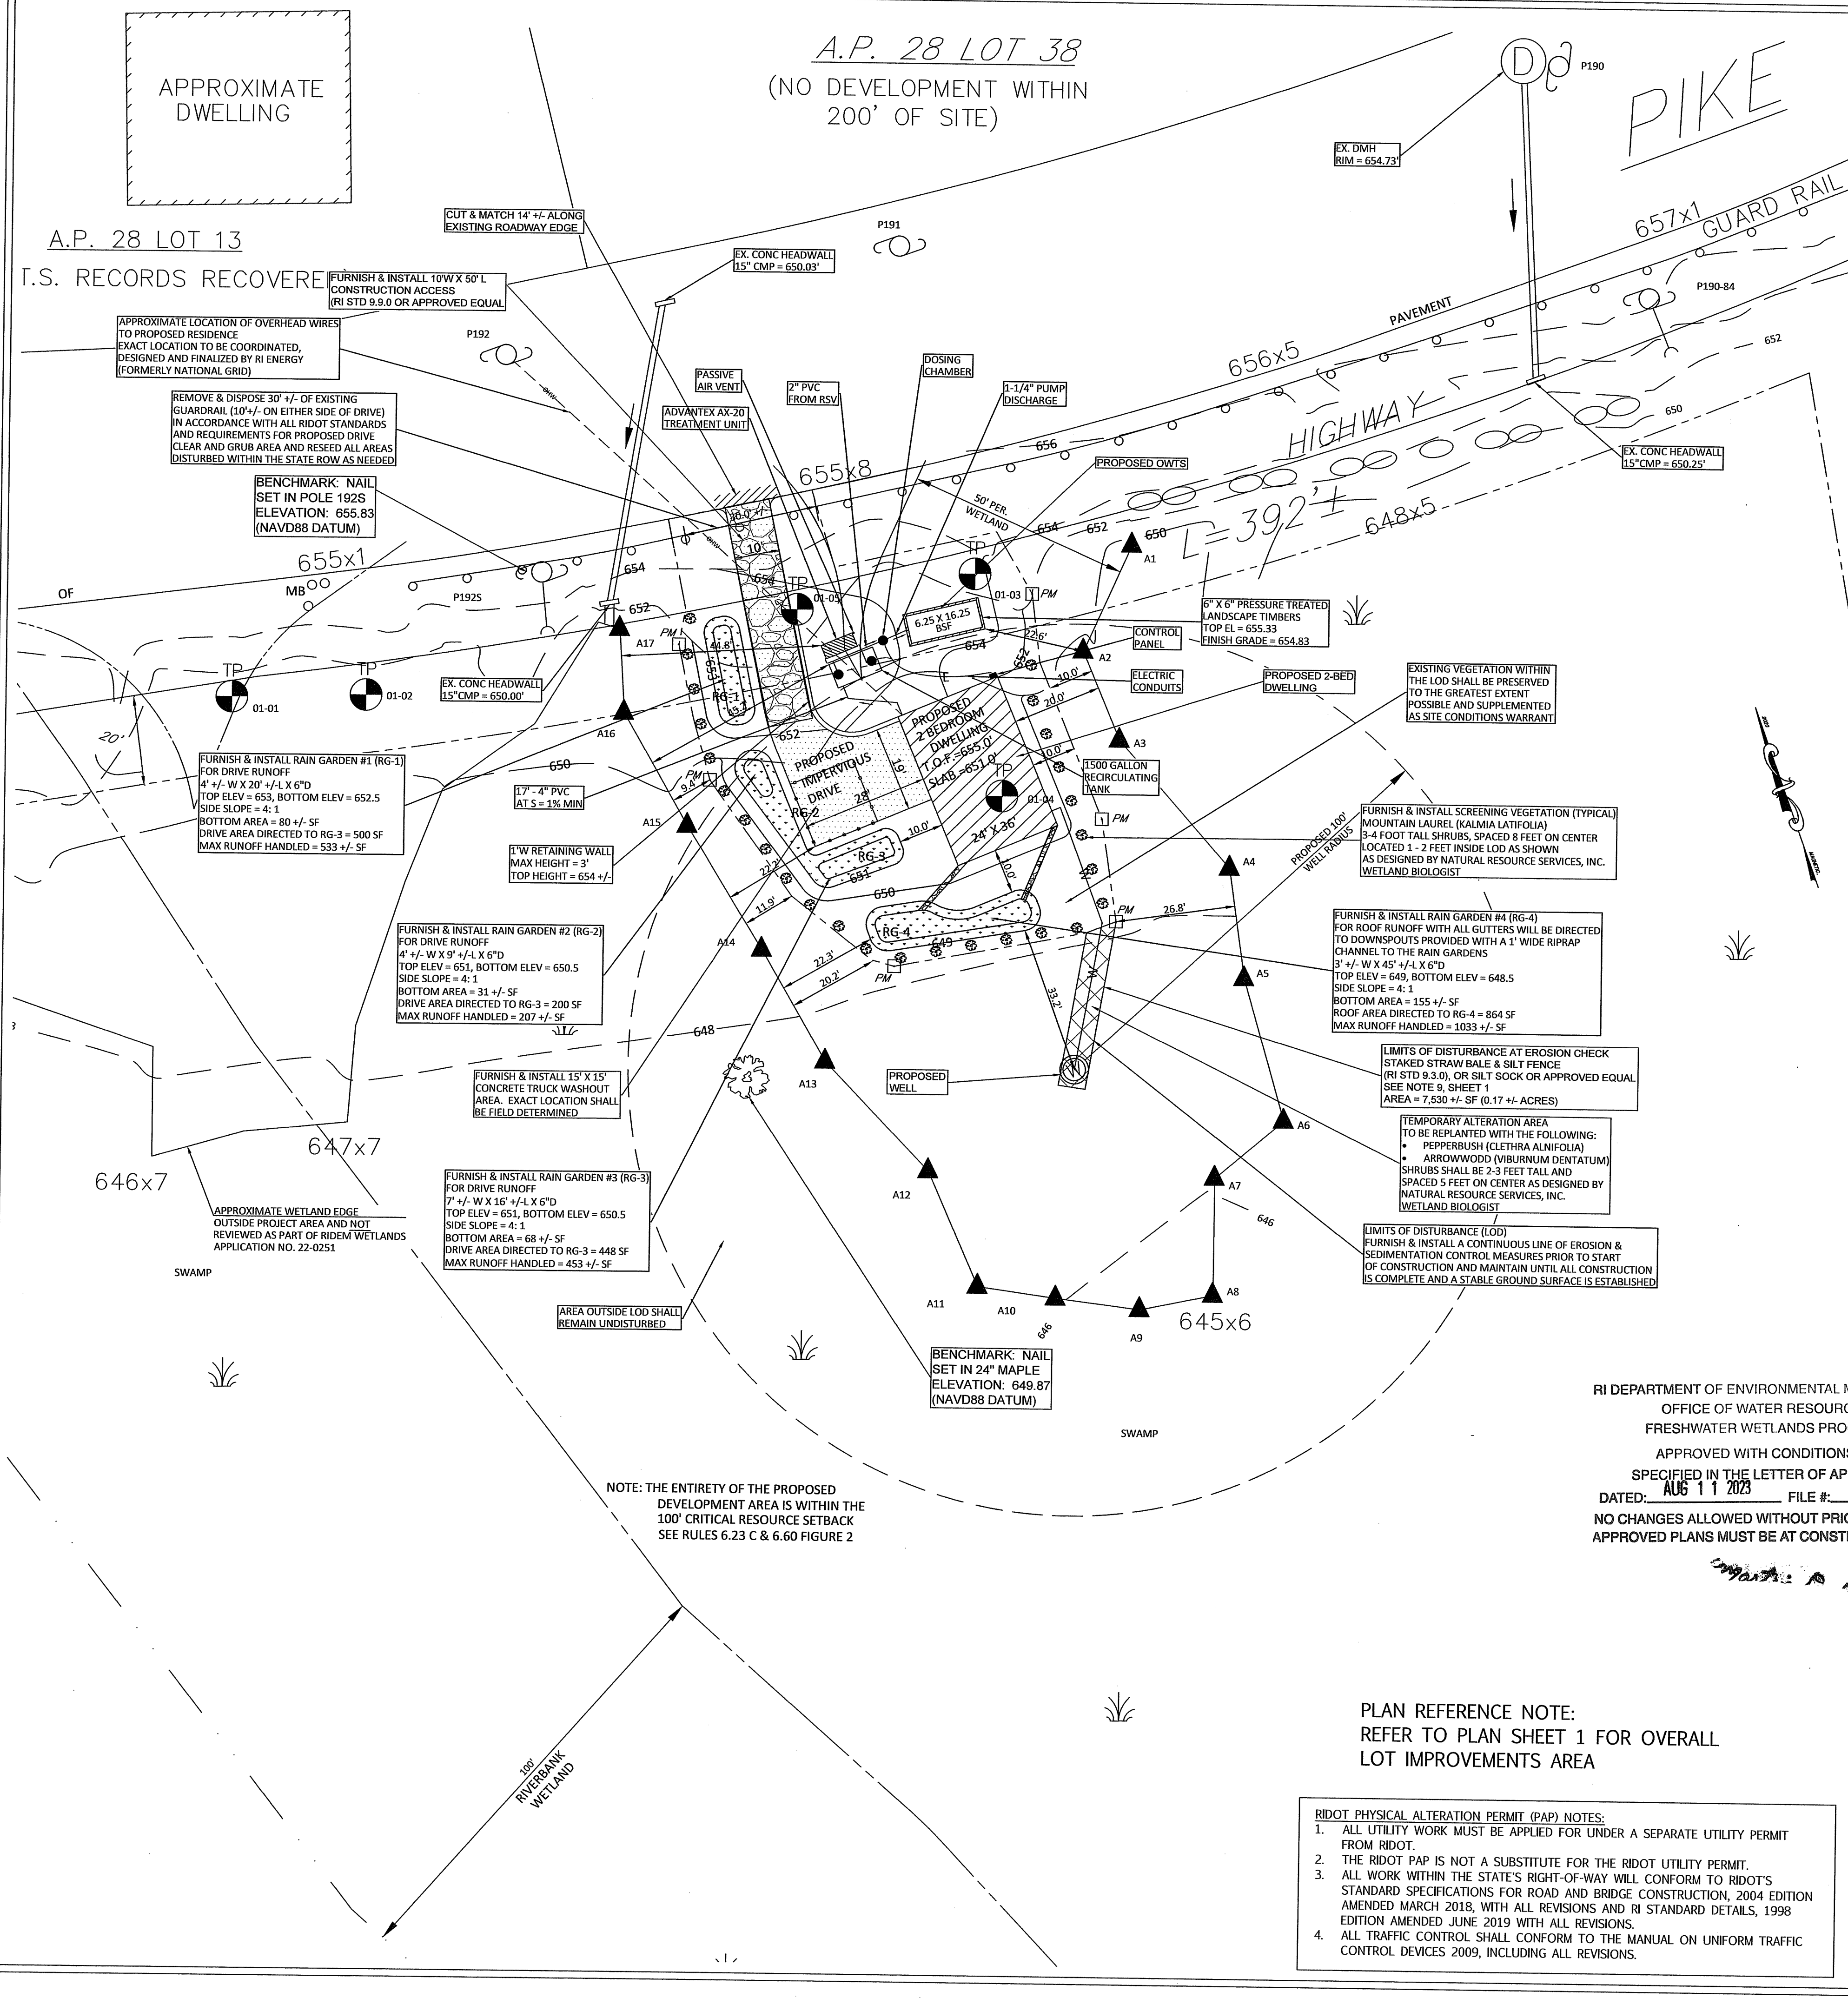 APPROXIMATE
DWELLING
A.P. 28 LOT 38
(NO DEVELOPMENT WITHIN
200' OF SITE)
D
P190
PIKE
EX. DMH
RIM = 654.73'
A.P. 28 LOT 13
T.S. RECORDS RECOVERE
CUT & MATCH 14' +/- ALONG
EXISTING ROADWAY EDGE
P191
EX. CONC HEADWALL
15" CMP = 650.03'
657x1
GUARD RAIL
FURNISH & INSTALL 10'W X 50' L
CONSTRUCTION ACCESS
(RI STD 9.9.0 OR APPROVED EQUAL
P190-84
PAVEMENT
APPROXIMATE LOCATION OF OVERHEAD WIRES
TO PROPOSED RESIDENCE
EXACT LOCATION TO BE COORDINATED,
DESIGNED AND FINALIZED BY RI ENERGY
(FORMERLY NATIONAL GRID)
P192
656x5
652
PASSIVE
AIR VENT
2" PVC
FROM RSV
DOSING
CHAMBER
1-1/4" PUMP
DISCHARGE
ADVANTEX AX-20
TREATMENT UNIT
OHW
REMOVE & DISPOSE 30' +/- OF EXISTING
GUARDRAIL (10'+/- ON EITHER SIDE OF DRIVE)
IN ACCORDANCE WITH ALL RIDOT STANDARDS
AND REQUIREMENTS FOR PROPOSED DRIVE
CLEAR AND GRUB AREA AND RESEED ALL AREAS
DISTURBED WITHIN THE STATE ROW AS NEEDED
650
HIGHWAY
656
655x8
PROPOSED OWTS
EX. CONC HEADWALL
15"CMP = 650.25'
BENCHMARK: NAIL
SET IN POLE 192S
ELEVATION: 655.83
(NAVD88 DATUM)
50' PER.
WETLAND
L=392'±
648x5
654
652
650
10'
OHW
655x1
OF
MB
P192S
654
652
654
TP
01-05
TP
01-03
PM
A1
6.25 X 16.25
BSF
6" X 6" PRESSURE TREATED
LANDSCAPE TIMBERS
TOP EL = 655.33
FINISH GRADE = 654.83
A17
PM
44.8'
22.6'
CONTROL
PANEL
654
652
A2
TP
01-01
TP
01-02
EX. CONC HEADWALL
15"CMP = 650.00'
653
RG-1
E
ELECTRIC
CONDUITS
PROPOSED 2-BED
DWELLING
EXISTING VEGETATION WITHIN
THE LOD SHALL BE PRESERVED
TO THE GREATEST EXTENT
POSSIBLE AND SUPPLEMENTED
AS SITE CONDITIONS WARRANT
10.0'
20.0'
A16
20'
652
PROPOSED
IMPERVIOUS
DRIVE
PROPOSED
2 BEDROOM
DWELLING
T.O.F.=655.0'
SLAB =651.0'
A3
10.0'
FURNISH & INSTALL RAIN GARDEN #1 (RG-1)
FOR DRIVE RUNOFF
4' +/- W X 20' +/-L X 6"D
TOP ELEV = 653, BOTTOM ELEV = 652.5
SIDE SLOPE = 4: 1
BOTTOM AREA = 80 +/- SF
DRIVE AREA DIRECTED TO RG-3 = 500 SF
MAX RUNOFF HANDLED = 533 +/- SF
650
17' - 4" PVC
AT S = 1% MIN
9.4'
PM
19'
28'
RG-2
TP
01-04
1500 GALLON
RECIRCULATING
TANK
PM
A15
10.0'
24' X 36'
PROPOSED 100'
WELL RADIUS
FURNISH & INSTALL SCREENING VEGETATION (TYPICAL)
MOUNTAIN LAUREL (KALMIA LATIFOLIA)
3-4 FOOT TALL SHRUBS, SPACED 8 FEET ON CENTER
LOCATED 1 - 2 FEET INSIDE LOD AS SHOWN
AS DESIGNED BY NATURAL RESOURCE SERVICES, INC.
WETLAND BIOLOGIST
1'W RETAINING WALL
MAX HEIGHT = 3'
TOP HEIGHT = 654 +/-
RG-3
651
22.2'
650
10.0'
A4
11.9'
PM
26.8'
FURNISH & INSTALL RAIN GARDEN #2 (RG-2)
FOR DRIVE RUNOFF
4' +/- W X 9' +/-L X 6"D
TOP ELEV = 651, BOTTOM ELEV = 650.5
SIDE SLOPE = 4: 1
BOTTOM AREA = 31 +/- SF
DRIVE AREA DIRECTED TO RG-3 = 200 SF
MAX RUNOFF HANDLED = 207 +/- SF
A14
RG-4
649
22.3'
20.2'
PM
33.2'
W
FURNISH & INSTALL RAIN GARDEN #4 (RG-4)
FOR ROOF RUNOFF WITH ALL GUTTERS WILL BE DIRECTED
TO DOWNSPOUTS PROVIDED WITH A 1' WIDE RIPRAP
CHANNEL TO THE RAIN GARDENS
3' +/- W X 45' +/-L X 6"D
TOP ELEV = 649, BOTTOM ELEV = 648.5
SIDE SLOPE = 4: 1
BOTTOM AREA = 155 +/- SF
ROOF AREA DIRECTED TO RG-4 = 864 SF
MAX RUNOFF HANDLED = 1033 +/- SF
A5
648
A13
PROPOSED
WELL
LIMITS OF DISTURBANCE AT EROSION CHECK
STAKED STRAW BALE & SILT FENCE
(RI STD 9.3.0), OR SILT SOCK OR APPROVED EQUAL
SEE NOTE 9, SHEET 1
AREA = 7,530 +/- SF (0.17 +/- ACRES)
FURNISH & INSTALL 15' X 15'
CONCRETE TRUCK WASHOUT
AREA. EXACT LOCATION SHALL
BE FIELD DETERMINED
A6
TEMPORARY ALTERATION AREA
TO BE REPLANTED WITH THE FOLLOWING:
• PEPPERBUSH (CLETHRA ALNIFOLIA)
• ARROWWODD (VIBURNUM DENTATUM)
SHRUBS SHALL BE 2-3 FEET TALL AND
SPACED 5 FEET ON CENTER AS DESIGNED BY
NATURAL RESOURCE SERVICES, INC.
WETLAND BIOLOGIST
647x7
646x7
FURNISH & INSTALL RAIN GARDEN #3 (RG-3)
FOR DRIVE RUNOFF
7' +/- W X 16' +/-L X 6"D
TOP ELEV = 651, BOTTOM ELEV = 650.5
SIDE SLOPE = 4: 1
BOTTOM AREA = 68 +/- SF
DRIVE AREA DIRECTED TO RG-3 = 448 SF
MAX RUNOFF HANDLED = 453 +/- SF
A12
A7
646
APPROXIMATE WETLAND EDGE
OUTSIDE PROJECT AREA AND NOT
REVIEWED AS PART OF RIDEM WETLANDS
APPLICATION NO. 22-0251
LIMITS OF DISTURBANCE (LOD)
FURNISH & INSTALL A CONTINUOUS LINE OF EROSION &
SEDIMENTATION CONTROL MEASURES PRIOR TO START
OF CONSTRUCTION AND MAINTAIN UNTIL ALL CONSTRUCTION
IS COMPLETE AND A STABLE GROUND SURFACE IS ESTABLISHED
SWAMP
A11
A10
A8
645x6
646
A9
AREA OUTSIDE LOD SHALL
REMAIN UNDISTURBED
BENCHMARK: NAIL
SET IN 24" MAPLE
ELEVATION: 649.87
(NAVD88 DATUM)
SWAMP
RI DEPARTMENT OF ENVIRONMENTAL M
OFFICE OF WATER RESOURC
FRESHWATER WETLANDS PRO
APPROVED WITH CONDITIONS
SPECIFIED IN THE LETTER OF AP
DATED: AUG 11 2023 FILE #:
NO CHANGES ALLOWED WITHOUT PRIO
APPROVED PLANS MUST BE AT CONST
NOTE: THE ENTIRETY OF THE PROPOSED
DEVELOPMENT AREA IS WITHIN THE
100' CRITICAL RESOURCE SETBACK
SEE RULES 6.23 C & 6.60 FIGURE 2
100'
RIVERBANK
WETLAND
PLAN REFERENCE NOTE:
REFER TO PLAN SHEET 1 FOR OVERALL
LOT IMPROVEMENTS AREA
RIDOT PHYSICAL ALTERATION PERMIT (PAP) NOTES:
1. ALL UTILITY WORK MUST BE APPLIED FOR UNDER A SEPARATE UTILITY PERMIT
FROM RIDOT.
2. THE RIDOT PAP IS NOT A SUBSTITUTE FOR THE RIDOT UTILITY PERMIT.
3. ALL WORK WITHIN THE STATE'S RIGHT-OF-WAY WILL CONFORM TO RIDOT'S
STANDARD SPECIFICATIONS FOR ROAD AND BRIDGE CONSTRUCTION, 2004 EDITION
AMENDED MARCH 2018, WITH ALL REVISIONS AND RI STANDARD DETAILS, 1998
EDITION AMENDED JUNE 2019 WITH ALL REVISIONS.
4. ALL TRAFFIC CONTROL SHALL CONFORM TO THE MANUAL ON UNIFORM TRAFFIC
CONTROL DEVICES 2009, INCLUDING ALL REVISIONS.